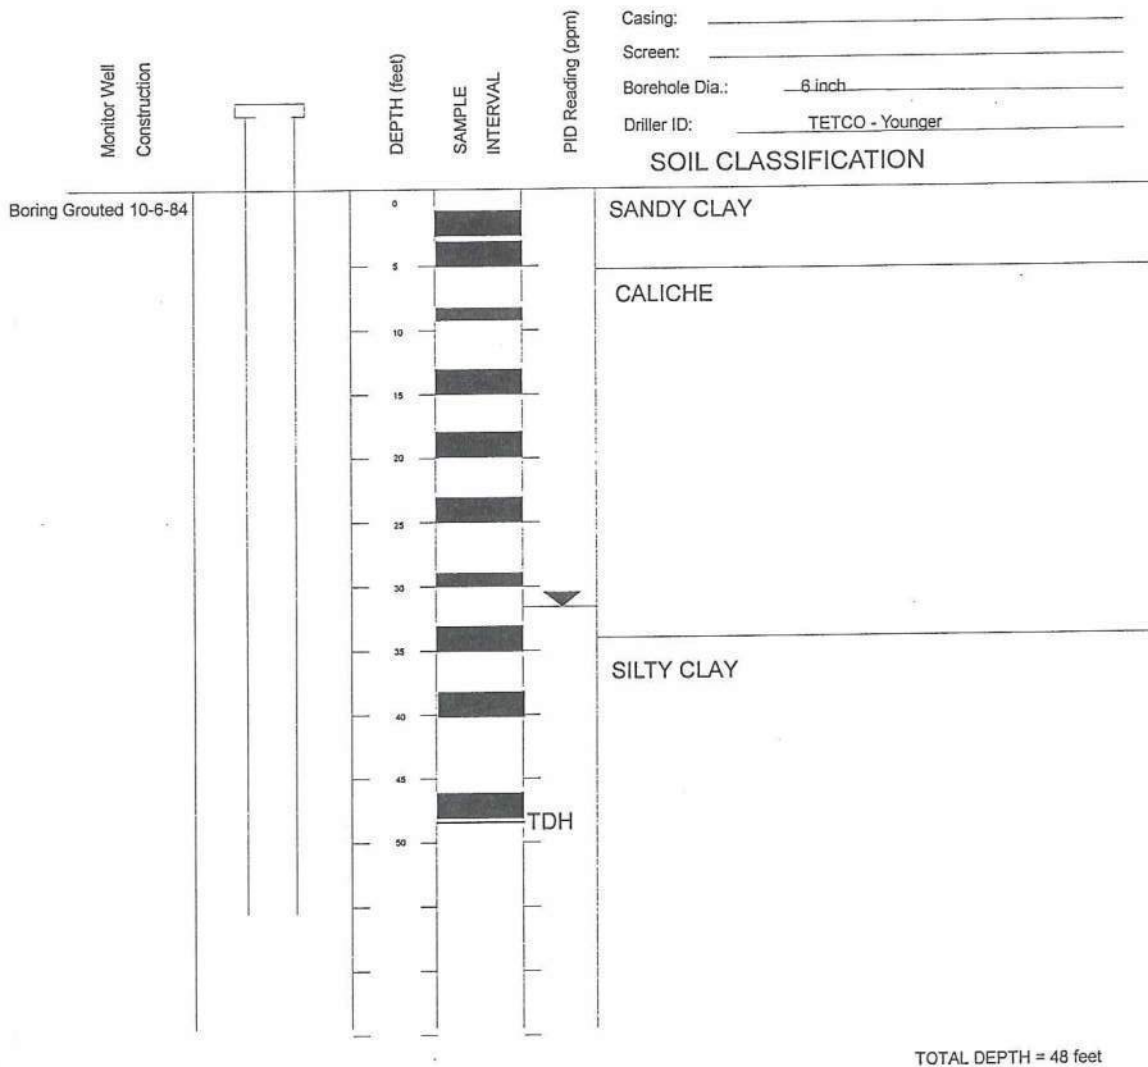 Casing:
Screen:
Borehole Dia.: 6 inch
Driller ID: TETCO - Younger
Monitor Well
Construction
DEPTH (feet)
SAMPLE
INTERVAL
PID Reading (ppm)
SOIL CLASSIFICATION
Boring Grouted 10-6-84
0
SANDY CLAY
5
CALICHE
10
15
20
25
30
35
SILTY CLAY
40
45
TDH
50
TOTAL DEPTH = 48 feet